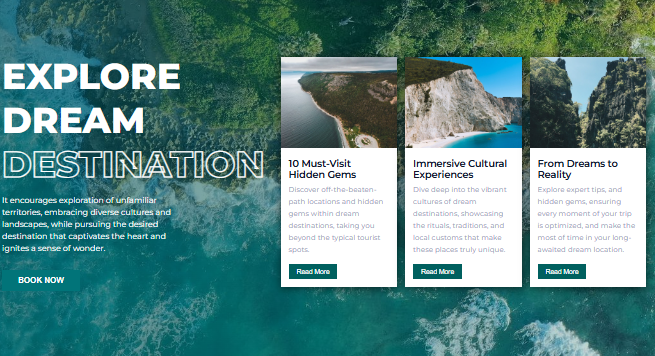 EXPLORE
DREAM
DESTINATION
It encourages exploration of unfamiliar
territories, embracing diverse cultures and
landscapes, while pursuing the desired
destination that captivates the heart and
ignites a sense of wonder.
BOOK NOW
10 Must-Visit
Hidden Gems
Discover off-the-beaten-
path locations and hidden
gems within dream
destinations, taking you
beyond the typical tourist
spots.
Read More
Immersive Cultural
Experiences
Dive deep into the vibrant
cultures of dream
destinations, showcasing
the rituals, traditions, and
local customs that make
these places truly unique.
Read More
From Dreams to
Reality
Explore expert tips, and
hidden gems, ensuring
every moment of your trip
is optimized, and make the
most of time in your long-
awaited dream location.
Read More